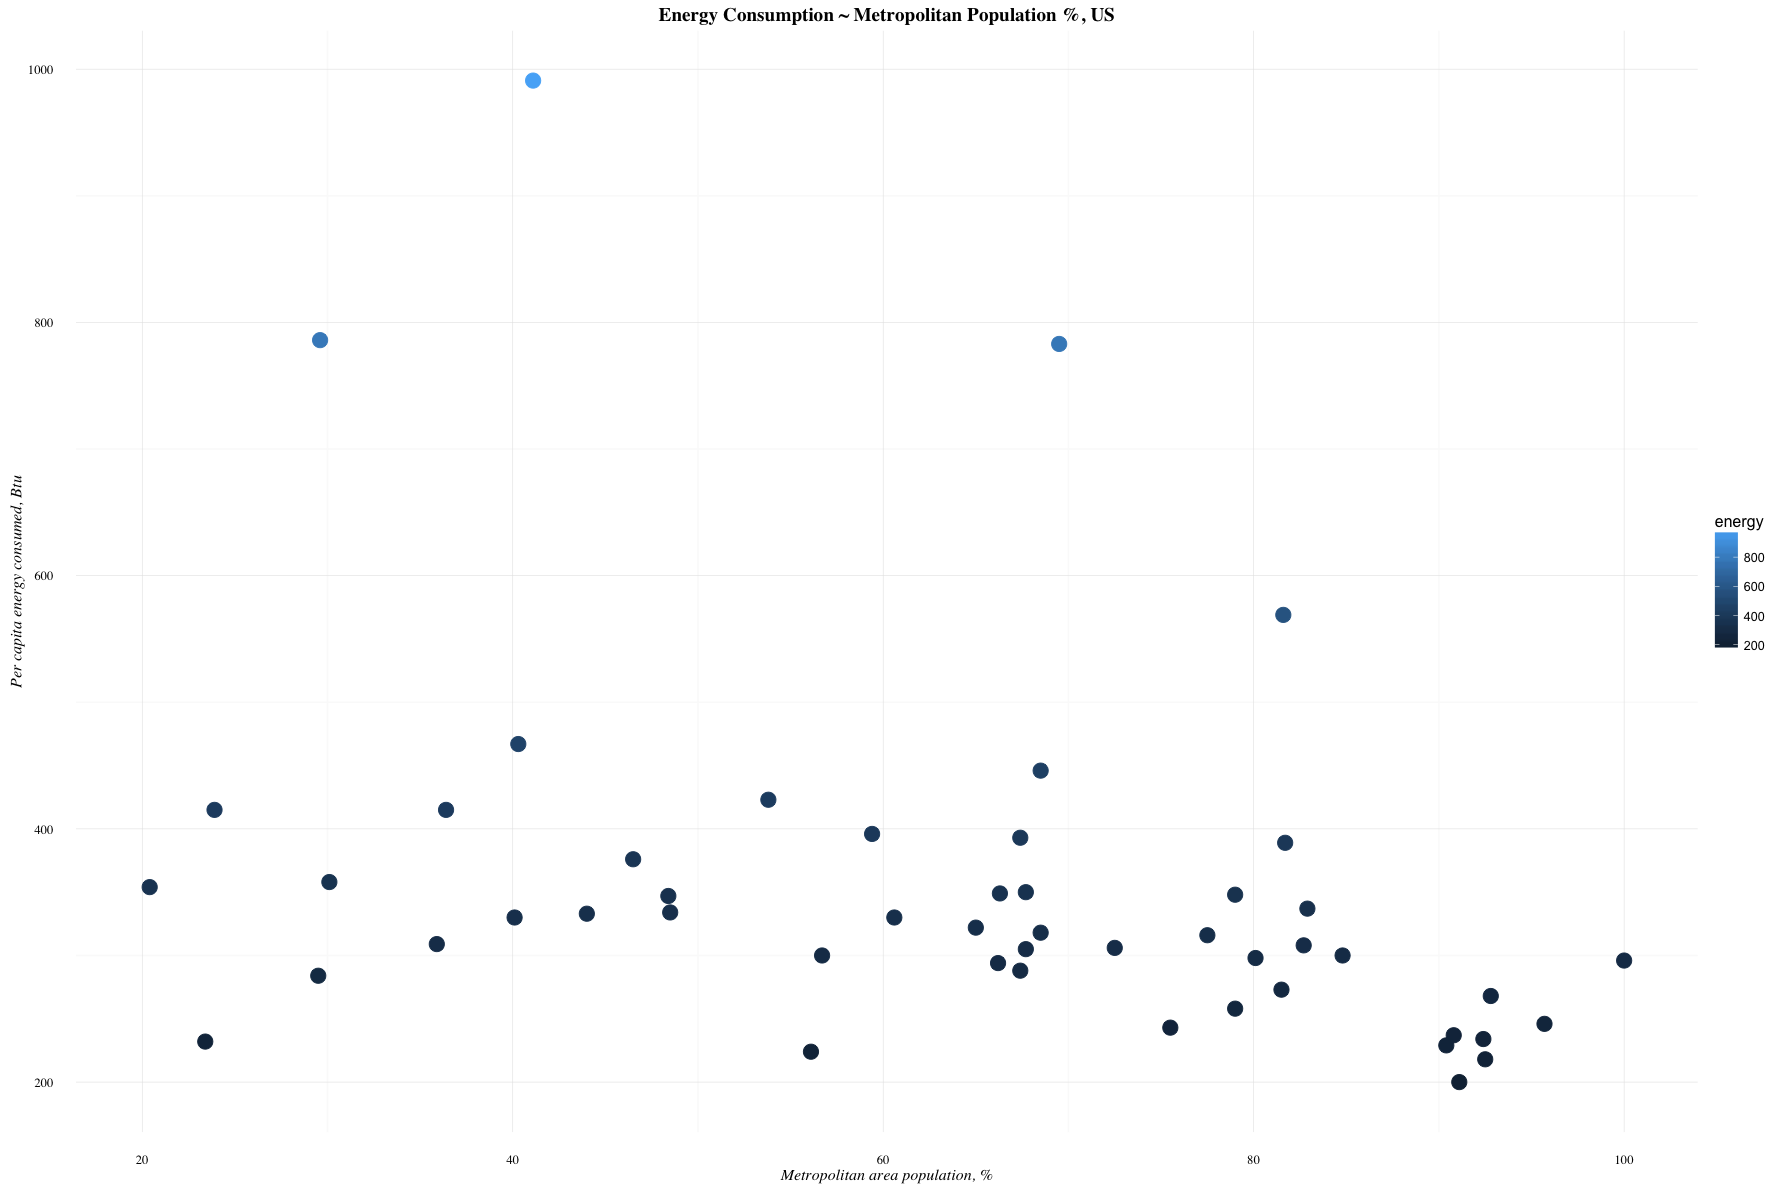 Energy Consumption ~ Metropolitan Population %, US
1000
800
600
400
200
Per capita energy consumed, Btu
20 40 60 80 100
Metropolitan area population, %
energy
800
600
400
200